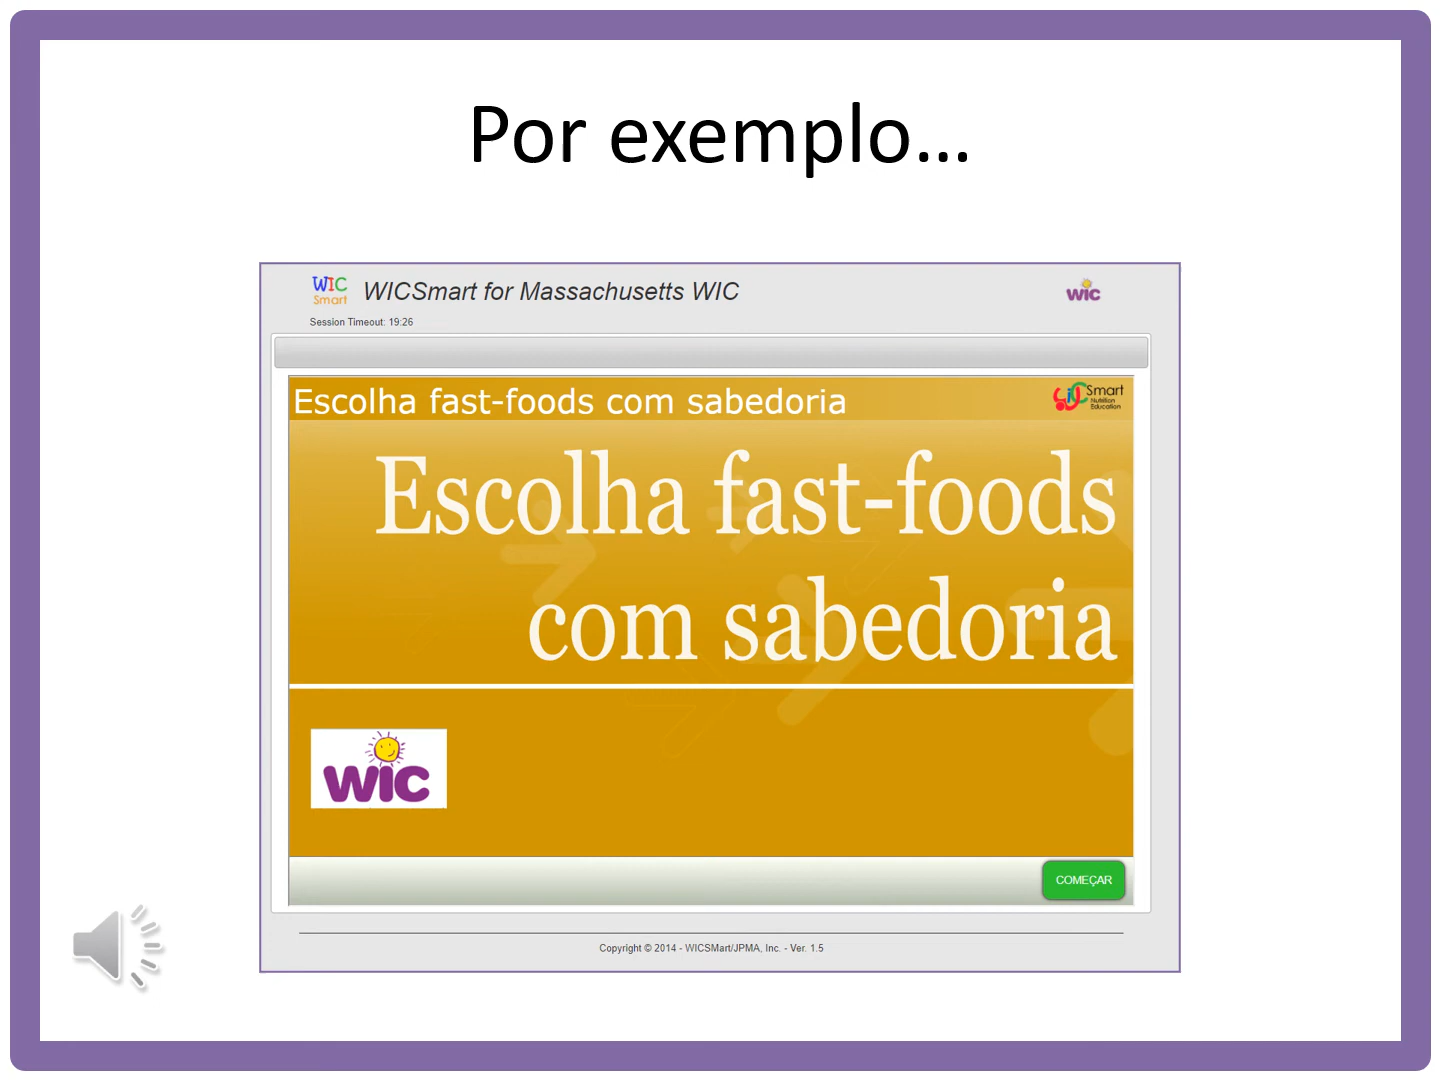 Por exemplo...
WIC
Smart
WICSmart for Massachusetts WIC
WIC
Session Timeout: 19:26
Escolha fast-foods com sabedoria
WIC Smart
Nutrition
Education
Escolha fast-foods
com sabedoria
WIC
COMEÇAR
Copyright © 2014 - WICSMart/JPMA, Inc. - Ver. 1.5